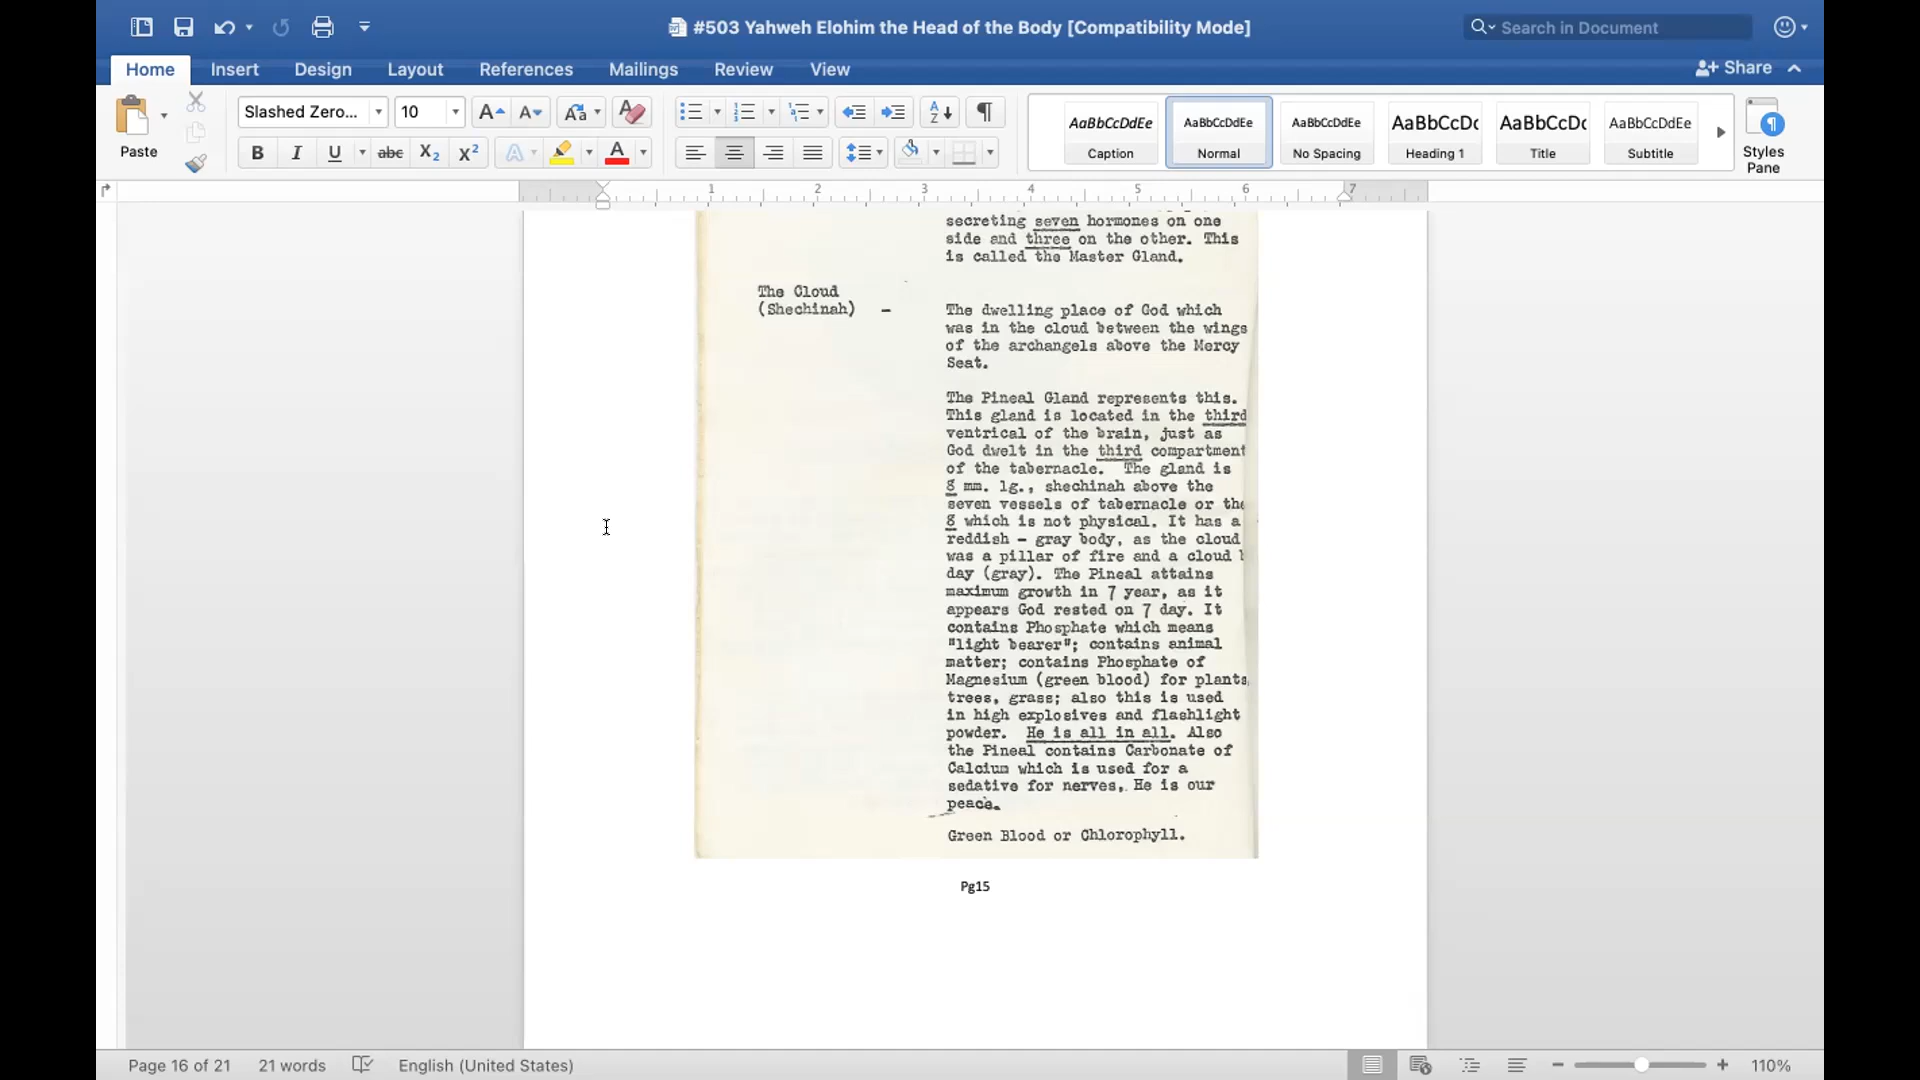 #503 Yahweh Elohim the Head of the Body [Compatibility Mode]
Search in Document
Home Insert Design Layout References Mailings Review View
Share
Paste
Slashed Zero...
10
AaBbCcDdEe
Caption
AaBbCcDdEe
Normal
AaBbCcDdEe
No Spacing
AaBbCcDc
Heading 1
AaBbCcDc
Title
AaBbCcDdEe
Subtitle
Styles
Pane
1 2 3 4 5 6 7
secreting seven hormones on one
side and three on the other. This
is called the Master Gland.
The Cloud
(Shechinah) -
The dwelling place of God which
was in the cloud between the wings
of the archangels above the Mercy
Seat.
The Pineal Gland represents this.
This gland is located in the third
ventrical of the brain, just as
God dwelt in the third compartment
of the tabernacle. The gland is
8 mm. lg., shechinah above the
seven vessels of tabernacle or the
8 which is not physical. It has a
reddish - gray body, as the cloud
was a pillar of fire and a cloud
day (gray). The Pineal attains
maximum growth in 7 year, as it
appears God rested on 7 day. It
contains Phosphate which means
"light bearer"; contains animal
matter; contains Phosphate of
Magnesium (green blood) for plants,
trees, grass; also this is used
in high explosives and flashlight
powder. He is all in all. Also
the Pineal contains Carbonate of
Calcium which is used for a
sedative for nerves, He is our
peace.
Green Blood or Chlorophyll.
Pg15
Page 16 of 21
21 words
English (United States)
110%